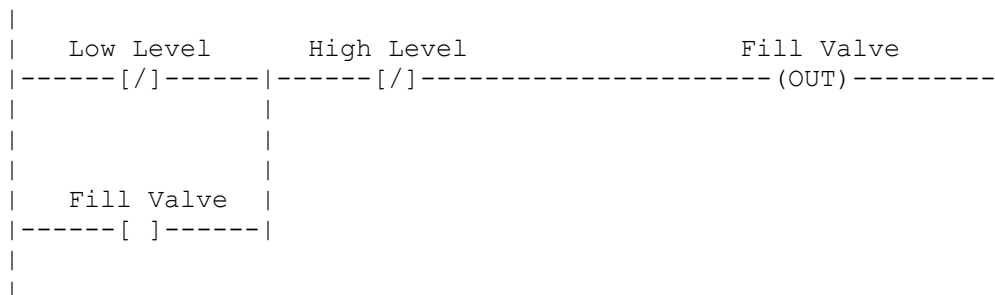 Low Level High Level Fill Valve
[/] [/] (OUT)
Fill Valve
[ ]